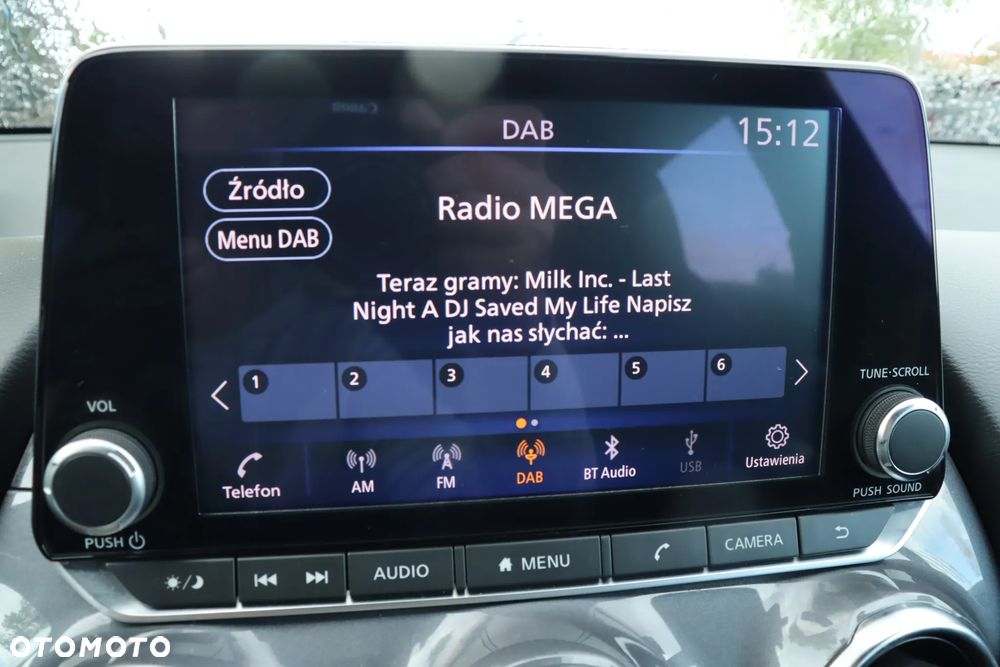 DAB
15:12
Źródło
Menu DAB
Radio MEGA
Teraz gramy: Milk Inc. - Last
Night A DJ Saved My Life Napisz
jak nas słychać: ...
1 2 3 4 5 6
Telefon
AM
FM
DAB
BT Audio
USB
Ustawienia
VOL
PUSH
TUNE·SCROLL
PUSH SOUND
AUDIO
MENU
CAMERA
OTOMOTO